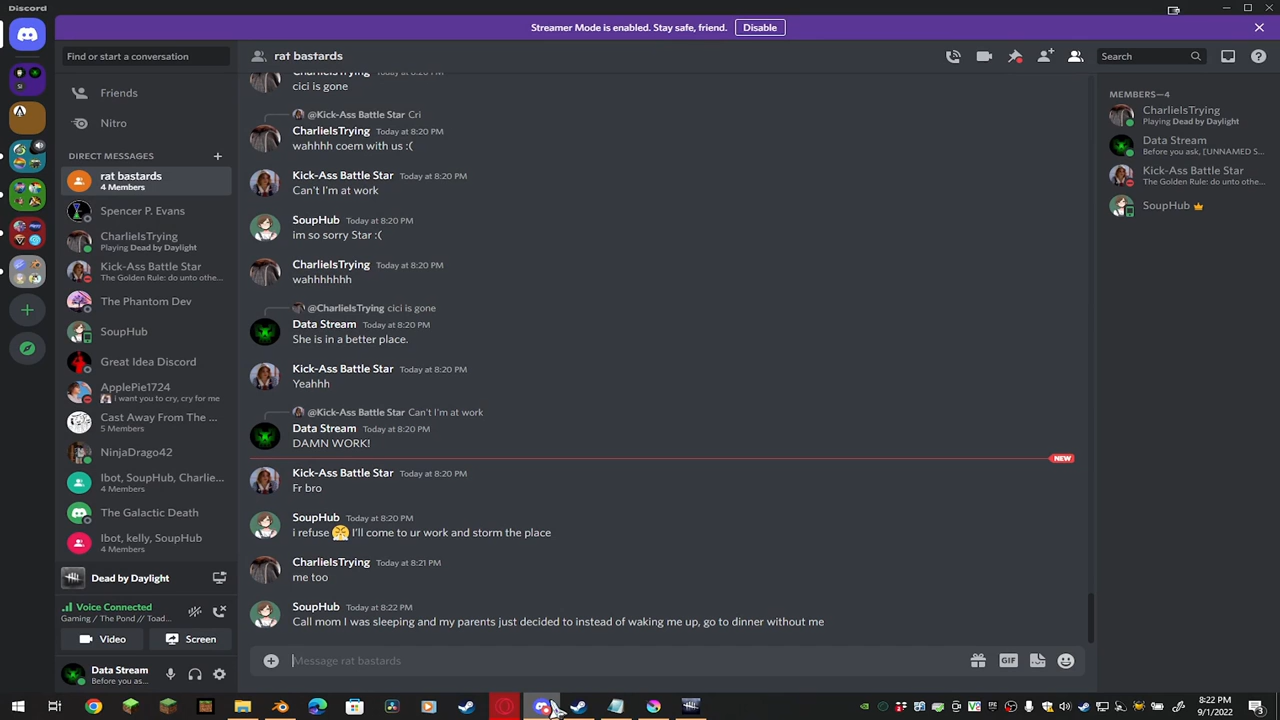 Discord
Streamer Mode is enabled. Stay safe, friend. Disable
Find or start a conversation
rat bastards
Search
Friends
Nitro
DIRECT MESSAGES
rat bastards
4 Members
Spencer P. Evans
CharlieIsTrying
Playing Dead by Daylight
Kick-Ass Battle Star
The Golden Rule: do unto othe...
The Phantom Dev
SoupHub
Great Idea Discord
ApplePie1724
i want you to cry, cry for me
Cast Away From The ...
5 Members
NinjaDrago42
Ibot, SoupHub, Charlie...
4 Members
The Galactic Death
Ibot, kelly, SoupHub
4 Members
Dead by Daylight
Voice Connected
Gaming / The Pond // Toad...
Video
Screen
Data Stream
Before you as...
CharlieIsTrying Today at 8:20 PM
cici is gone
@Kick-Ass Battle Star Cri
CharlieIsTrying Today at 8:20 PM
wahhhh coem with us :(
Kick-Ass Battle Star Today at 8:20 PM
Can't I'm at work
SoupHub Today at 8:20 PM
im so sorry Star :(
CharlieIsTrying Today at 8:20 PM
wahhhhhhh
@CharlieIsTrying cici is gone
Data Stream Today at 8:20 PM
She is in a better place.
Kick-Ass Battle Star Today at 8:20 PM
Yeahhh
@Kick-Ass Battle Star Can't I'm at work
Data Stream Today at 8:20 PM
DAMN WORK!
NEW
Kick-Ass Battle Star Today at 8:20 PM
Fr bro
SoupHub Today at 8:20 PM
i refuse 😤 I'll come to ur work and storm the place
CharlieIsTrying Today at 8:21 PM
me too
SoupHub Today at 8:22 PM
Call mom I was sleeping and my parents just decided to instead of waking me up, go to dinner without me
Message rat bastards
GIF
MEMBERS—4
CharlieIsTrying
Playing Dead by Daylight
Data Stream
Before you ask, [UNNAMED S...
Kick-Ass Battle Star
The Golden Rule: do unto othe...
SoupHub
8:22 PM
9/1/2022